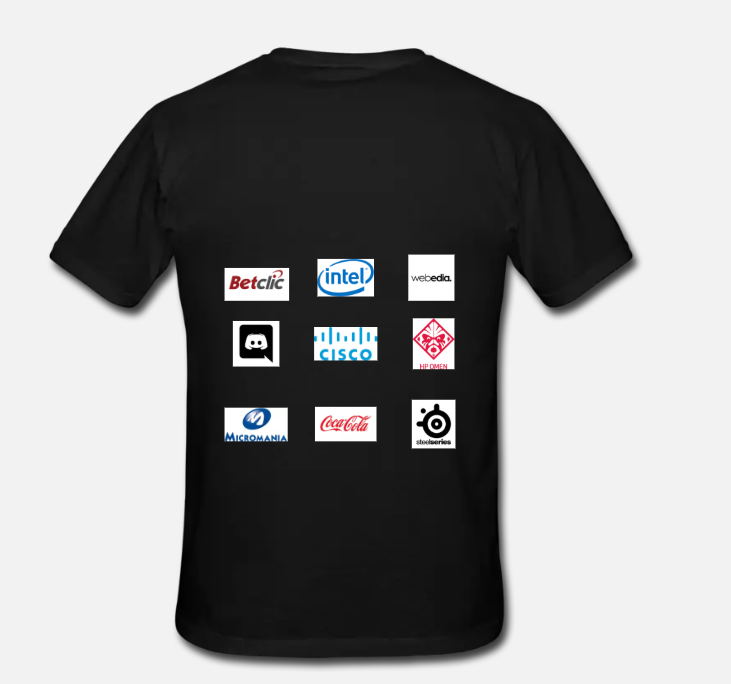 Betclic
intel
webedia.
CISCO
HP OMEN
MICROMANIA
Coca-Cola
steelseries